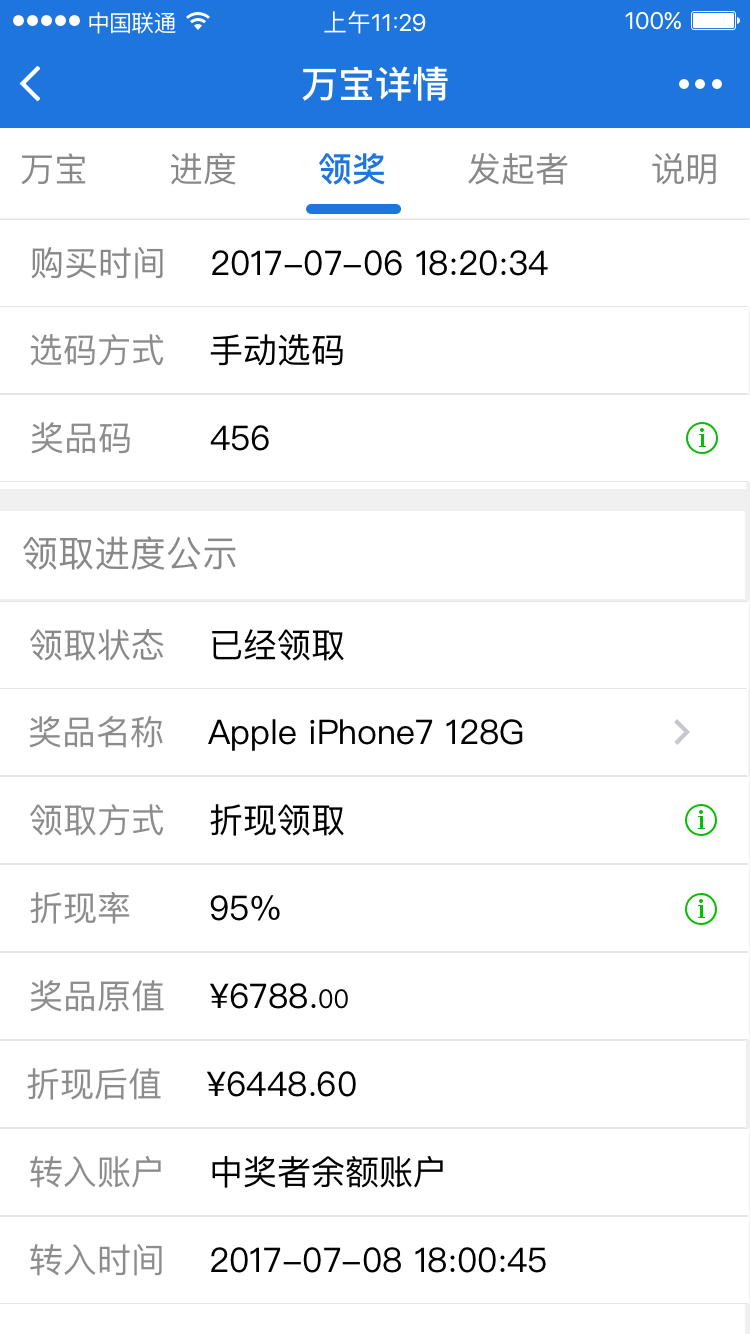 中国联通 上午11:29 100%
万宝详情
万宝 进度 领奖 发起者 说明
购买时间 2017-07-06 18:20:34
选码方式 手动选码
奖品码 456
领取进度公示
领取状态 已经领取
奖品名称 Apple iPhone7 128G
领取方式 折现领取
折现率 95%
奖品原值 ¥6788.00
折现后值 ¥6448.60
转入账户 中奖者余额账户
转入时间 2017-07-08 18:00:45